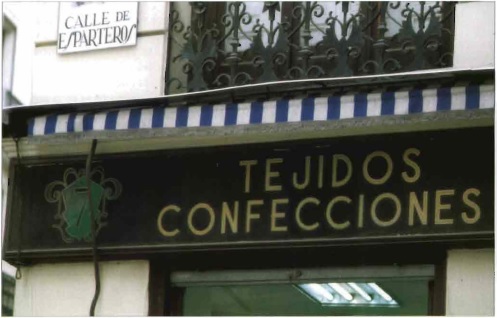 CALLE DE
ESPARTEROS
TEJIDOS
CONFECCIONES